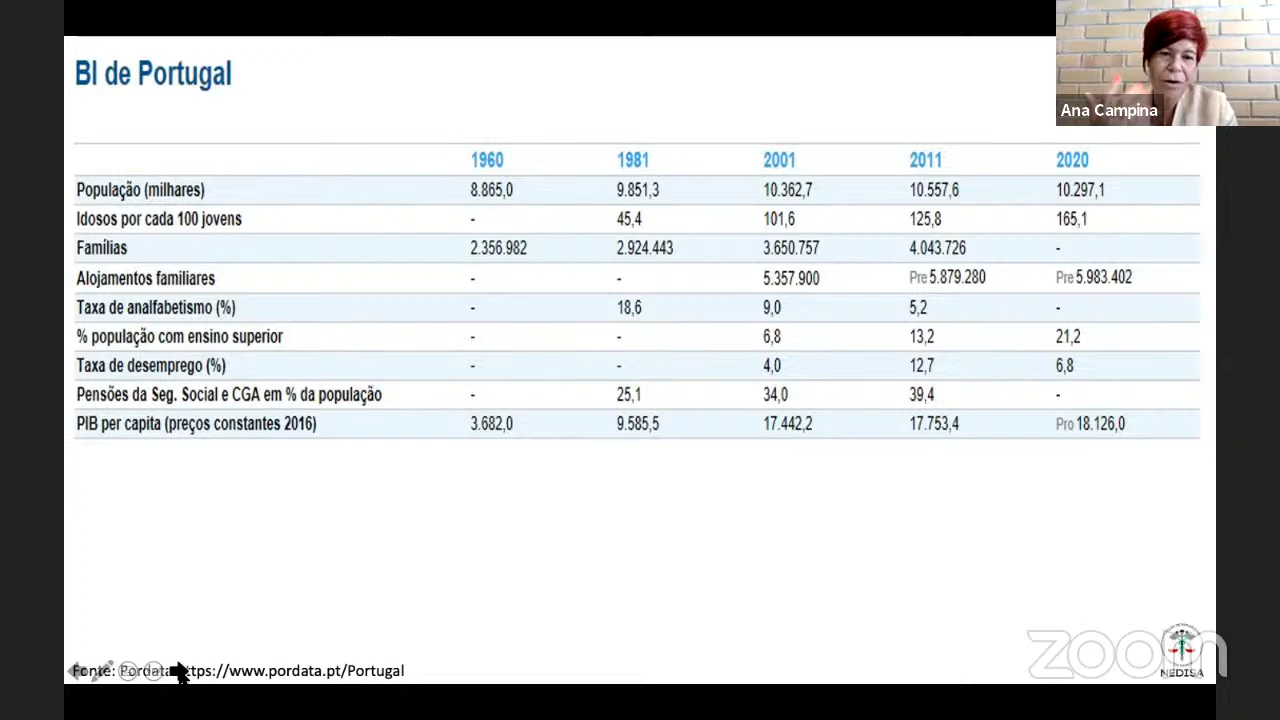 BI de Portugal
Ana Campina
1960 1981 2001 2011 2020
População (milhares) 8.865,0 9.851,3 10.362,7 10.557,6 10.297,1
Idosos por cada 100 jovens - 45,4 101,6 125,8 165,1
Famílias 2.356.982 2.924.443 3.650.757 4.043.726 -
Alojamentos familiares - - 5.357.900 Pre 5.879.280 Pre 5.983.402
Taxa de analfabetismo (%) - 18,6 9,0 5,2 -
% população com ensino superior - - 6,8 13,2 21,2
Taxa de desemprego (%) - - 4,0 12,7 6,8
Pensões da Seg. Social e CGA em % da população - 25,1 34,0 39,4 -
PIB per capita (preços constantes 2016) 3.682,0 9.585,5 17.442,2 17.753,4 Pro 18.126,0
Fonte: Pordata ttps://www.pordata.pt/Portugal
zoom
NEDISA